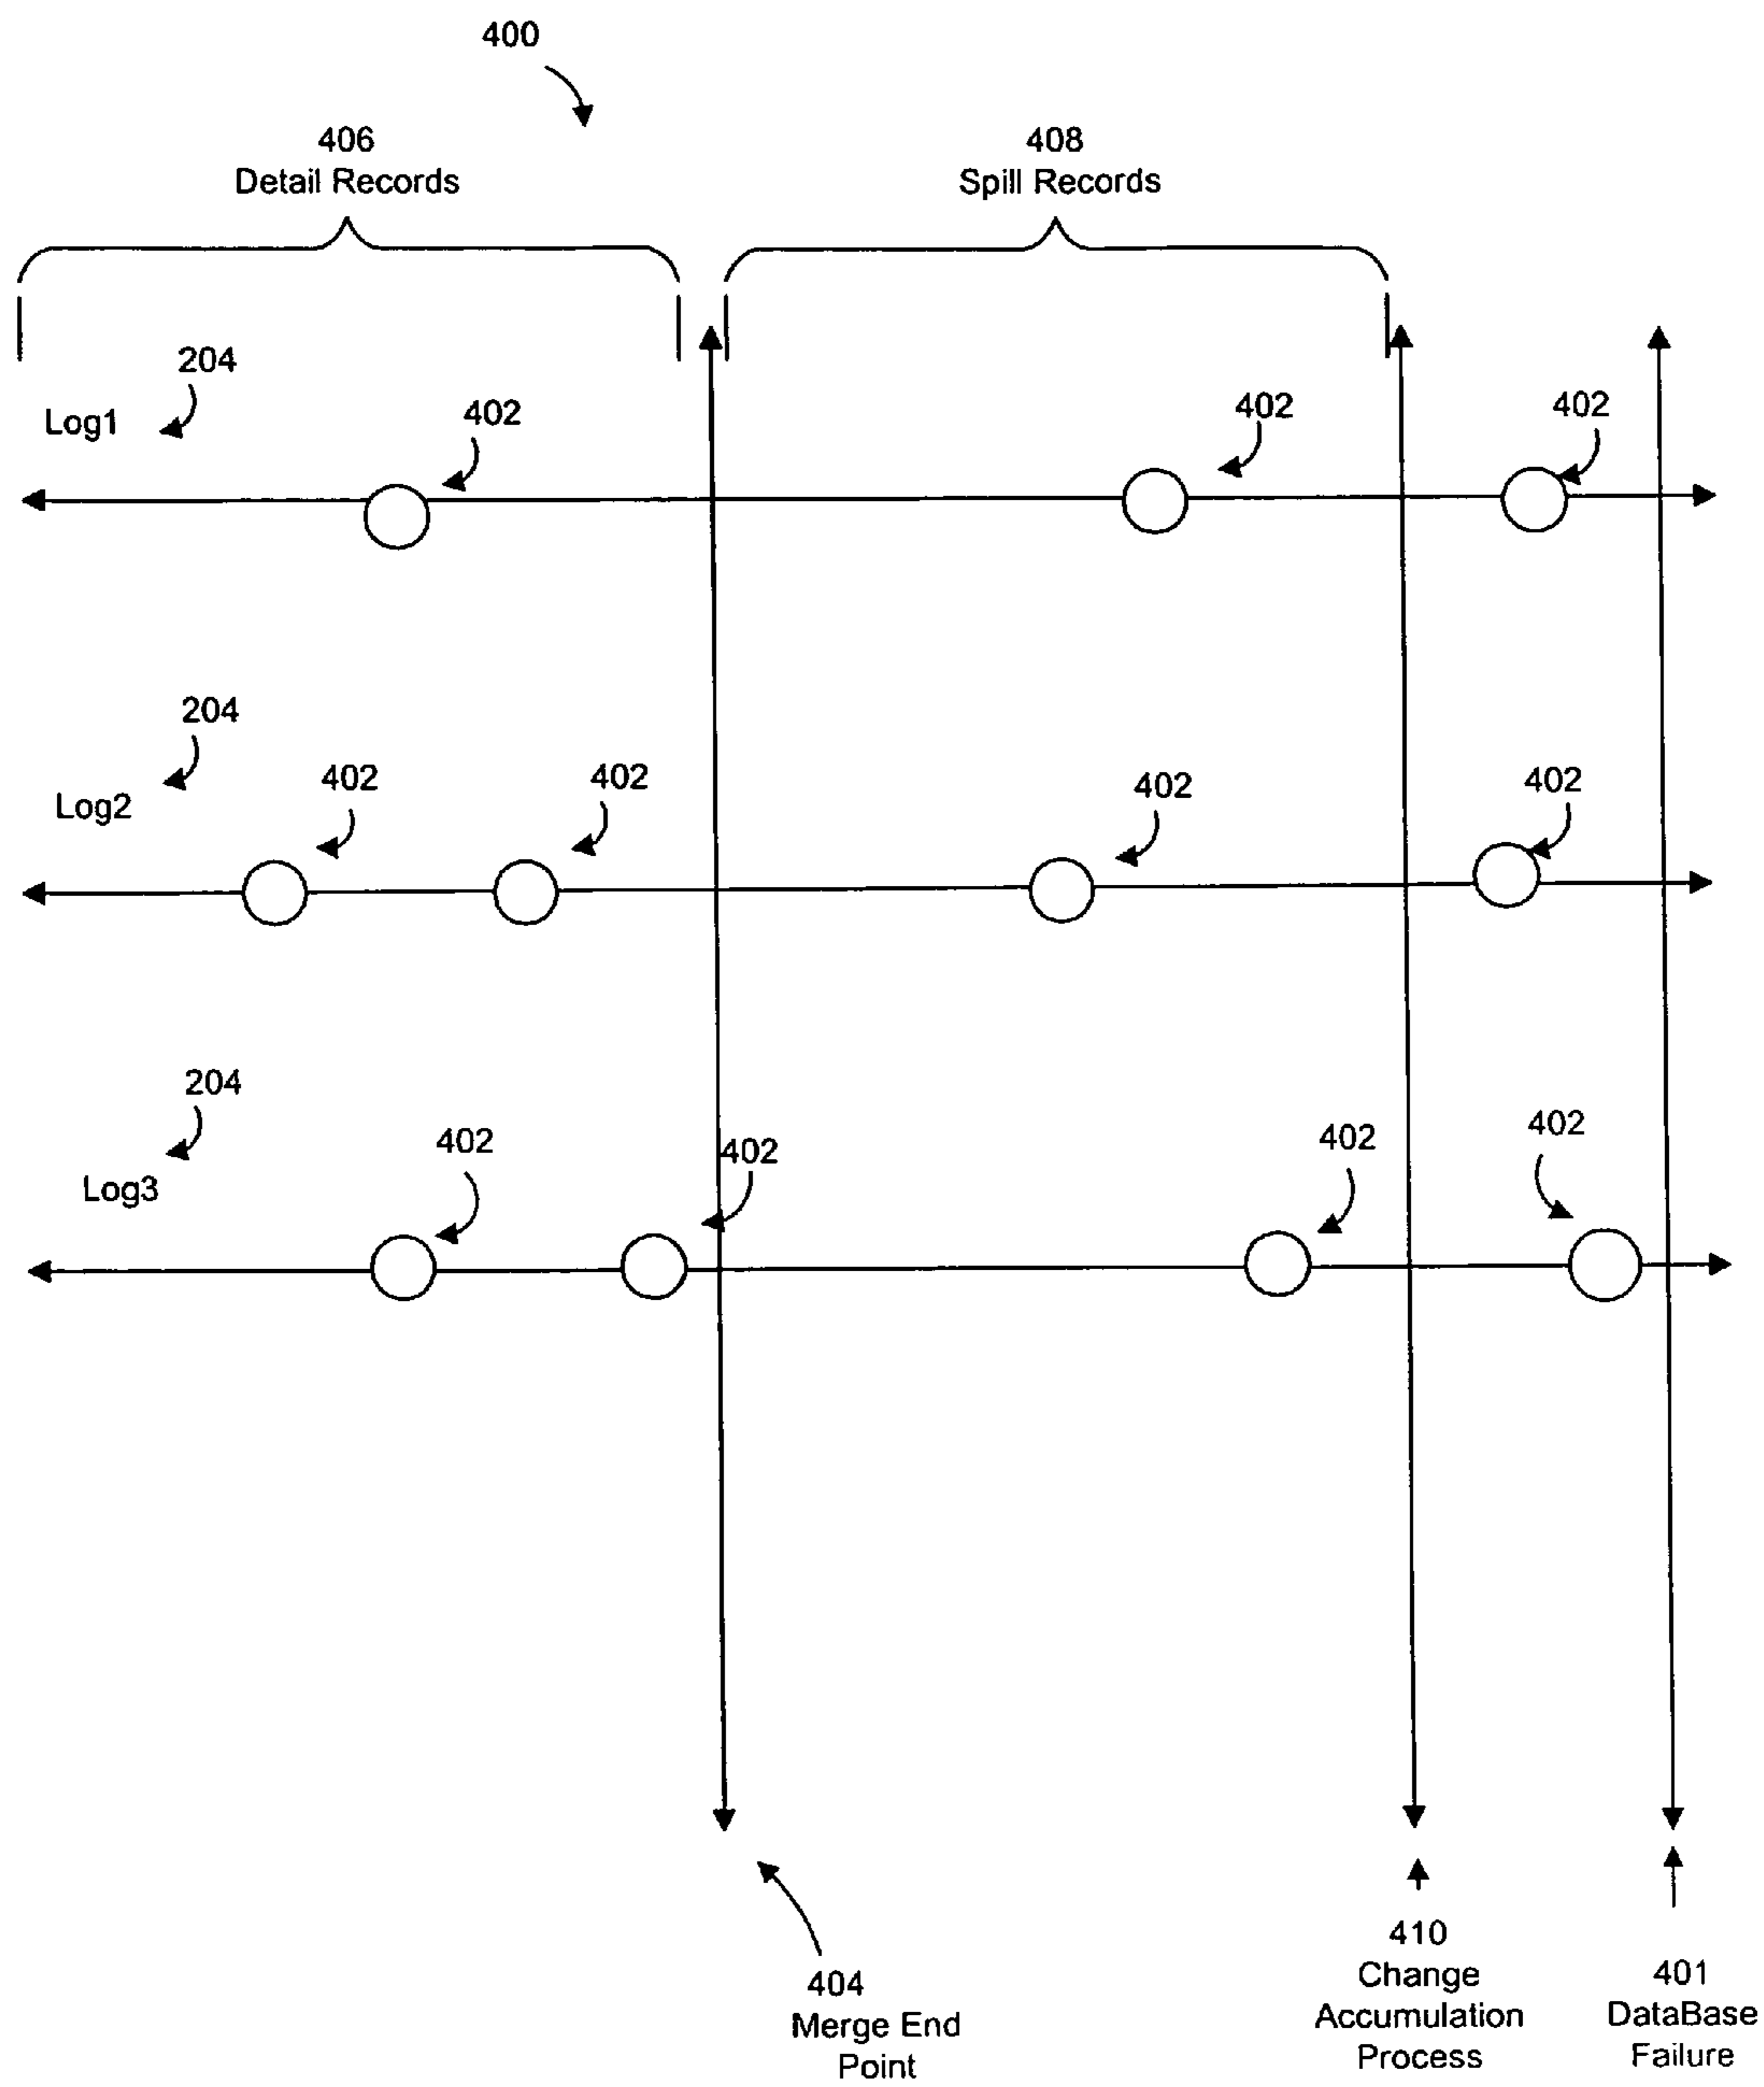 400
406
Detail Records
408
Spill Records
204
Log1
402
402
402
204
Log2
402
402
402
402
204
Log3
402
402
402
402
404
Merge End
Point
410
Change
Accumulation
Process
401
DataBase
Failure